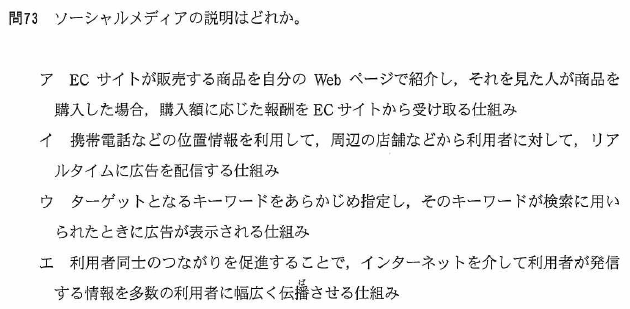 問73 ソーシャルメディアの説明はどれか。
ア ECサイトが販売する商品を自分の Web ページで紹介し，それを見た人が商品を
購入した場合，購入額に応じた報酬をECサイトから受け取る仕組み
イ 携帯電話などの位置情報を利用して，周辺の店舗などから利用者に対して，リア
ルタイムに広告を配信する仕組み
ウ ターゲットとなるキーワードをあらかじめ指定し，そのキーワードが検索に用い
られたときに広告が表示される仕組み
エ 利用者同士のつながりを促進することで，インターネットを介して利用者が発信
ぱ
する情報を多数の利用者に幅広く伝播させる仕組み